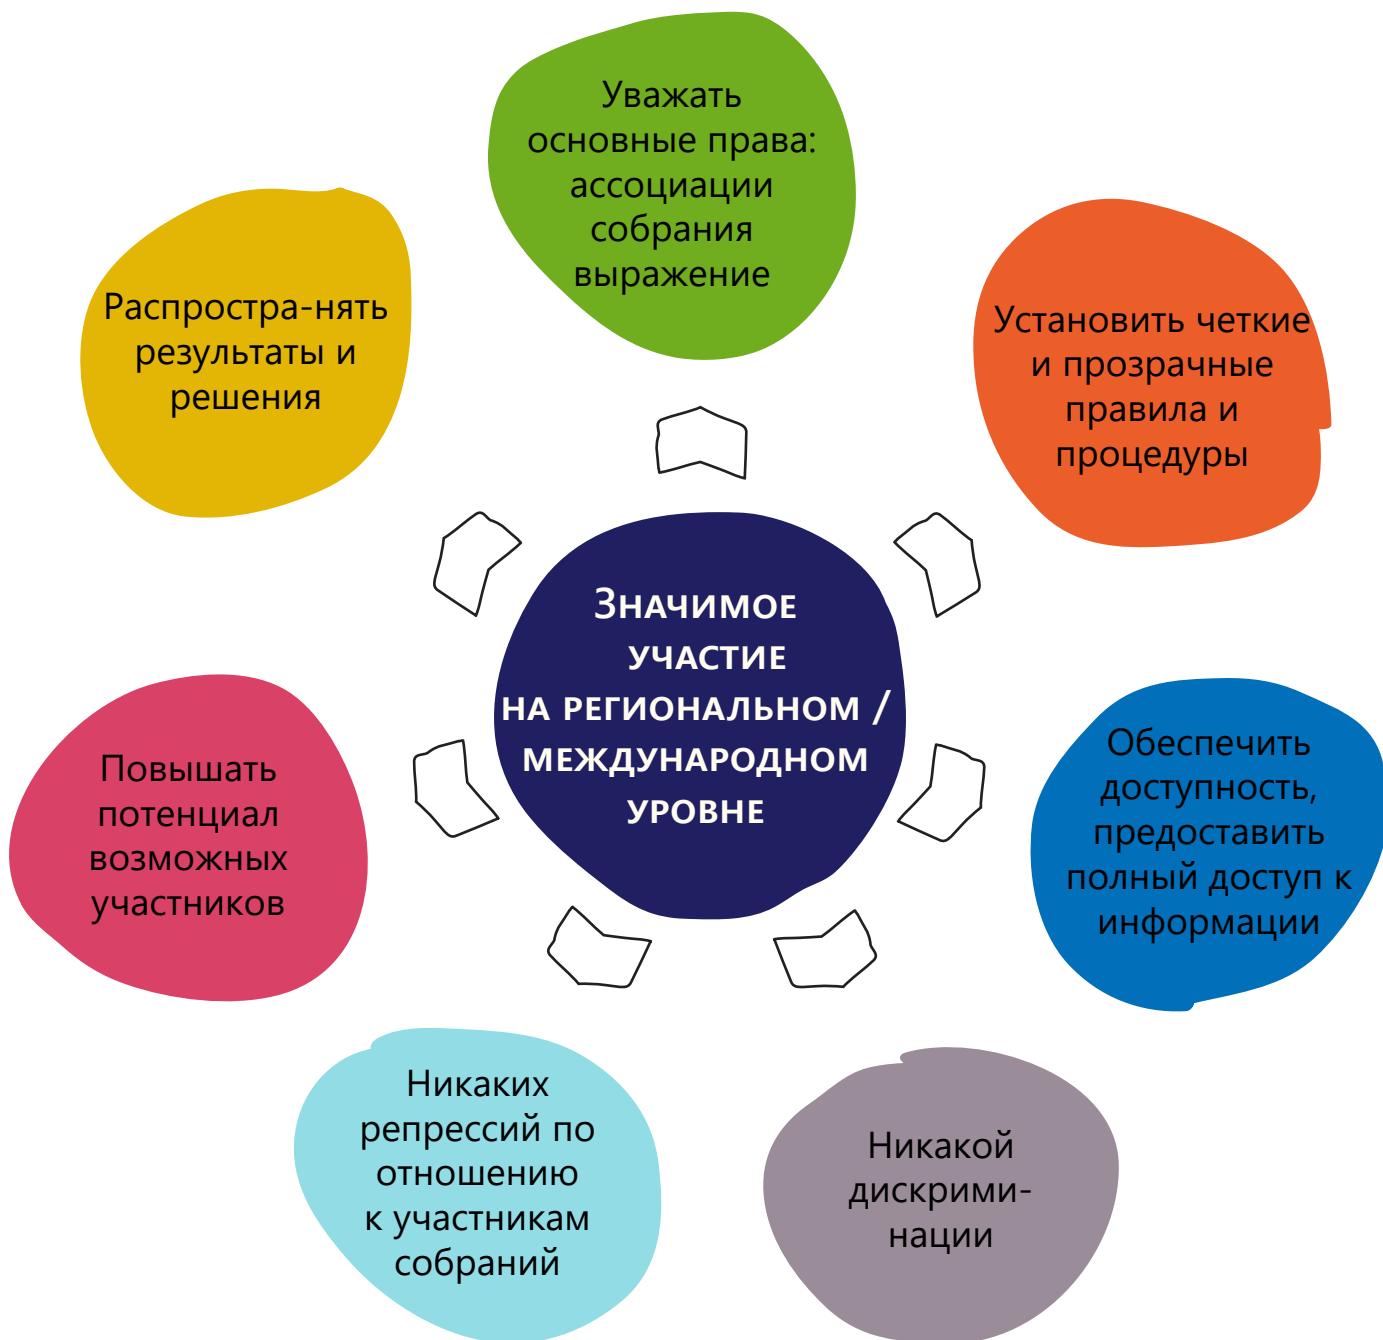 Уважать
основные права:
ассоциации
собрания
выражение
Распростра-нять
результаты и
решения
Установить четкие
и прозрачные
правила и
процедуры
Значимое
участие
на региональном /
международном
уровне
Повышать
потенциал
возможных
участников
Обеспечить
доступность,
предоставить
полный доступ к
информации
Никаких
репрессий по
отношению
к участникам
собраний
Никакой
дискрими-
нации